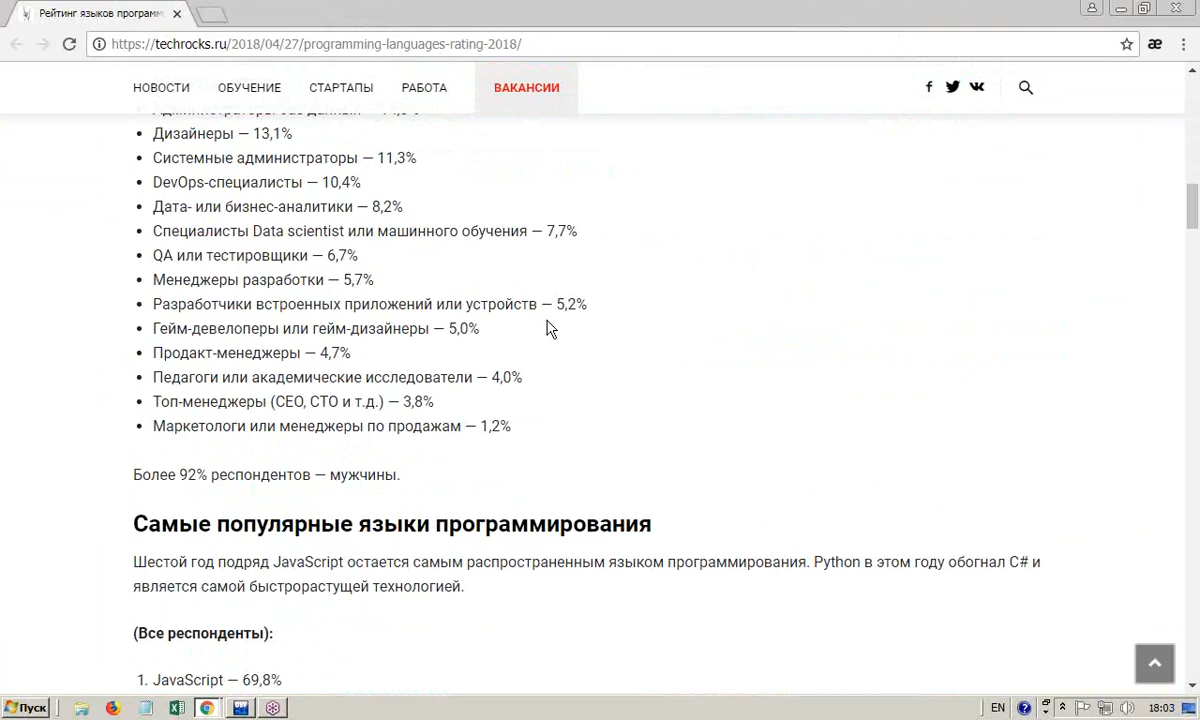 Рейтинг языков программ
https://techrocks.ru/2018/04/27/programming-languages-rating-2018/
æ
НОВОСТИ ОБУЧЕНИЕ СТАРТАПЫ РАБОТА ВАКАНСИИ
• Дизайнеры — 13,1%
• Системные администраторы — 11,3%
• DevOps-специалисты — 10,4%
• Дата- или бизнес-аналитики — 8,2%
• Специалисты Data scientist или машинного обучения — 7,7%
• QA или тестировщики — 6,7%
• Менеджеры разработки — 5,7%
• Разработчики встроенных приложений или устройств — 5,2%
• Гейм-девелоперы или гейм-дизайнеры — 5,0%
• Продакт-менеджеры — 4,7%
• Педагоги или академические исследователи — 4,0%
• Топ-менеджеры (CEO, CTO и т.д.) — 3,8%
• Маркетологи или менеджеры по продажам — 1,2%
Более 92% респондентов — мужчины.
Самые популярные языки программирования
Шестой год подряд JavaScript остается самым распространенным языком программирования. Python в этом году обогнал C# и
является самой быстрорастущей технологией.
(Все респонденты):
1. JavaScript — 69,8%
Пуск EN 18:03